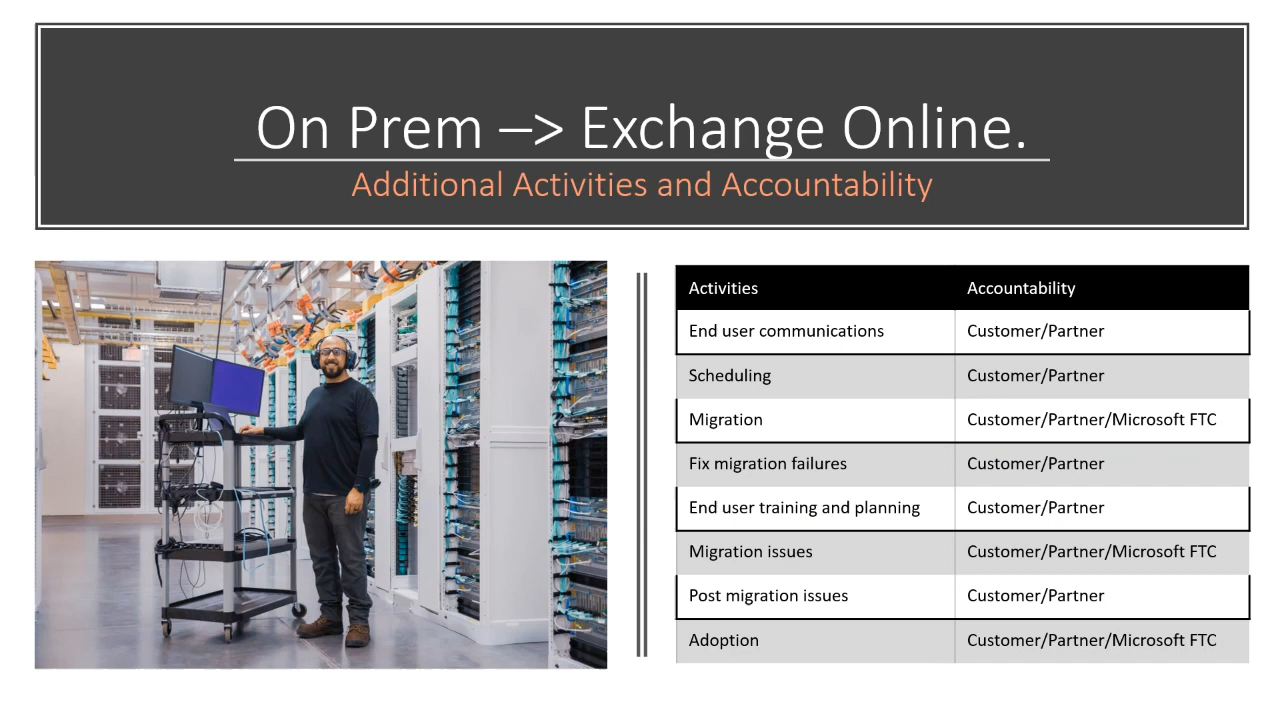 On Prem –> Exchange Online.
Additional Activities and Accountability
Activities Accountability
End user communications Customer/Partner
Scheduling Customer/Partner
Migration Customer/Partner/Microsoft FTC
Fix migration failures Customer/Partner
End user training and planning Customer/Partner
Migration issues Customer/Partner/Microsoft FTC
Post migration issues Customer/Partner
Adoption Customer/Partner/Microsoft FTC